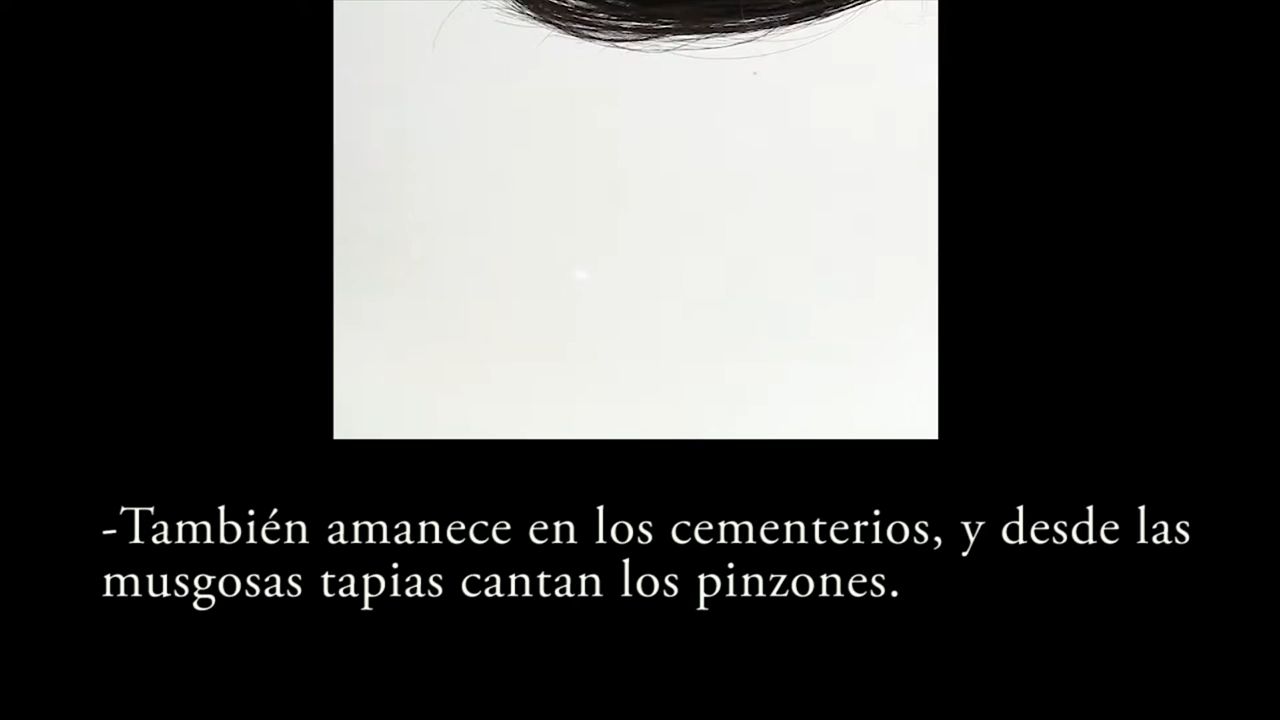 -También amanece en los cementerios, y desde las
musgosas tapias cantan los pinzones.